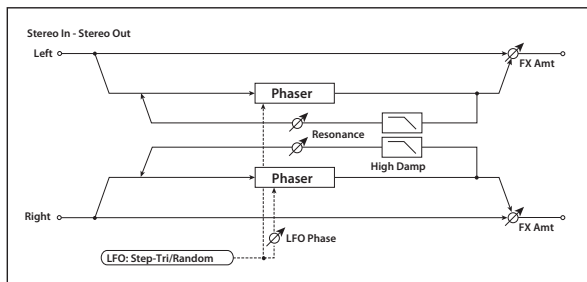 Stereo In - Stereo Out
Left
FX Amt
Phaser
Resonance
High Damp
Phaser
Right
LFO Phase
FX Amt
LFO: Step-Tri/Random